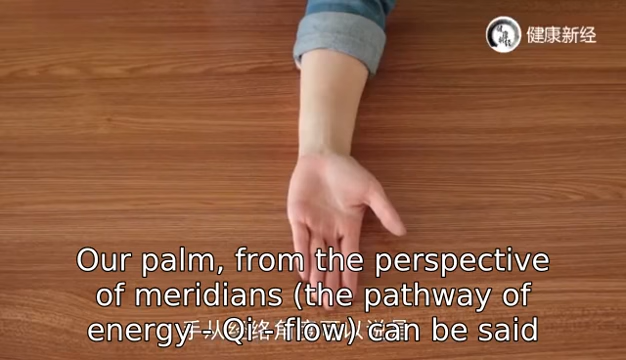 健康新经
Our palm, from the perspective
of meridians (the pathway of
energy - Qi - flow) can be said